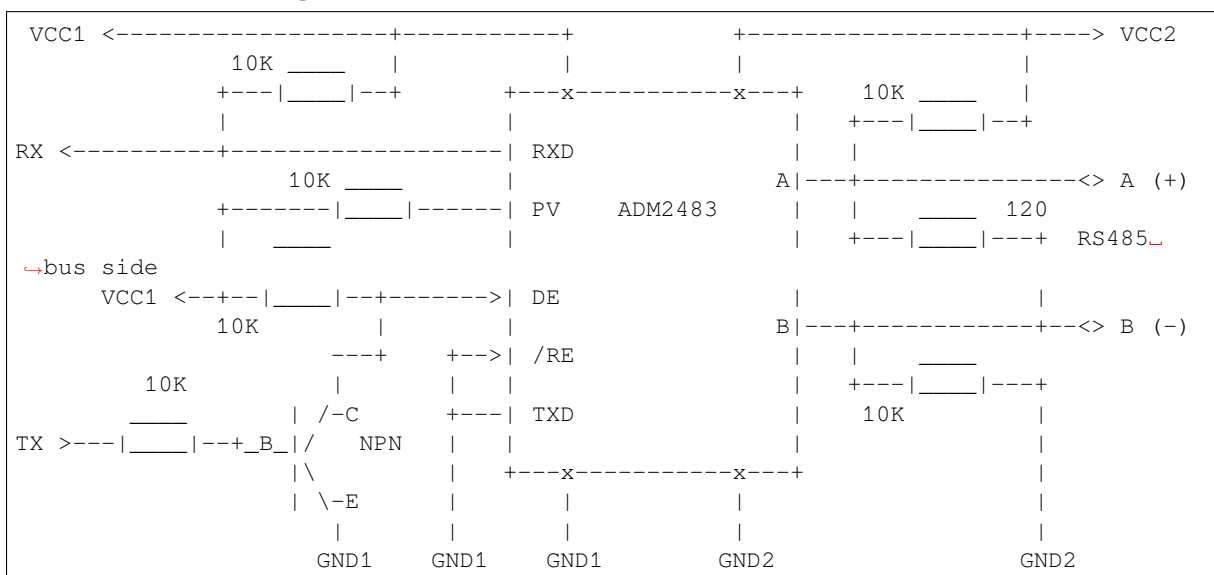 VCC1 <-------------------+-----------+           +-------------------+----> VCC2
               10K ____   |           |           |                   |
              +---|____|--+       +---x-----------x---+    10K ____   |
              |                   |                   |   +---|____|--+
RX <----------+-------------------| RXD               |   |
                   10K ____       |                  A|---+---------------<> A (+)
              +-------|____|------| PV    ADM2483     |   |    ____   120
              |   ____            |                   |   +---|____|---+  RS485␣
↪bus side
      VCC1 <--+--|____|--+------->| DE                |                |
              10K        |        |                  B|---+------------+--<> B (-)
                      ---+    +-->| /RE               |   |    ____
         10K          |       |   |                   |   +---|____|---+
        ____       | /-C      +---| TXD               |    10K         |
TX >---|____|--+_B_|/   NPN   |   |                   |                |
                   |\         |   +---x-----------x---+                |
                   | \-E      |       |           |                    |
                      |       |       |           |                    |
                     GND1    GND1    GND1        GND2                 GND2